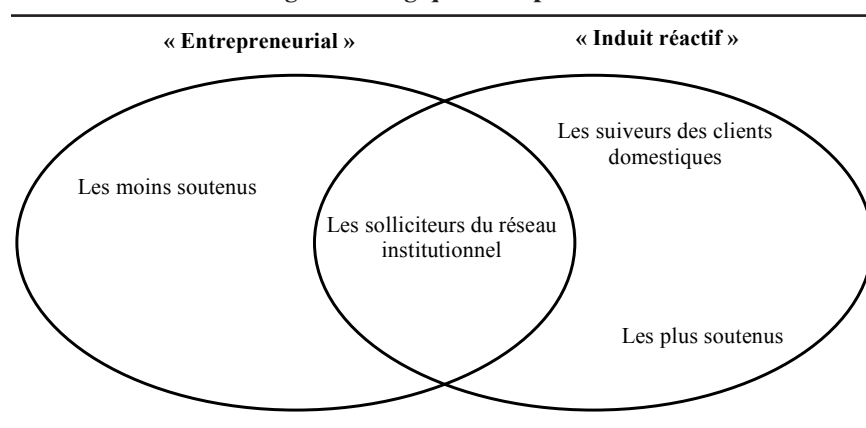 « Entrepreneurial »
« Induit réactif »
Les suiveurs des clients
domestiques
Les moins soutenus
Les solliciteurs du réseau
institutionnel
Les plus soutenus